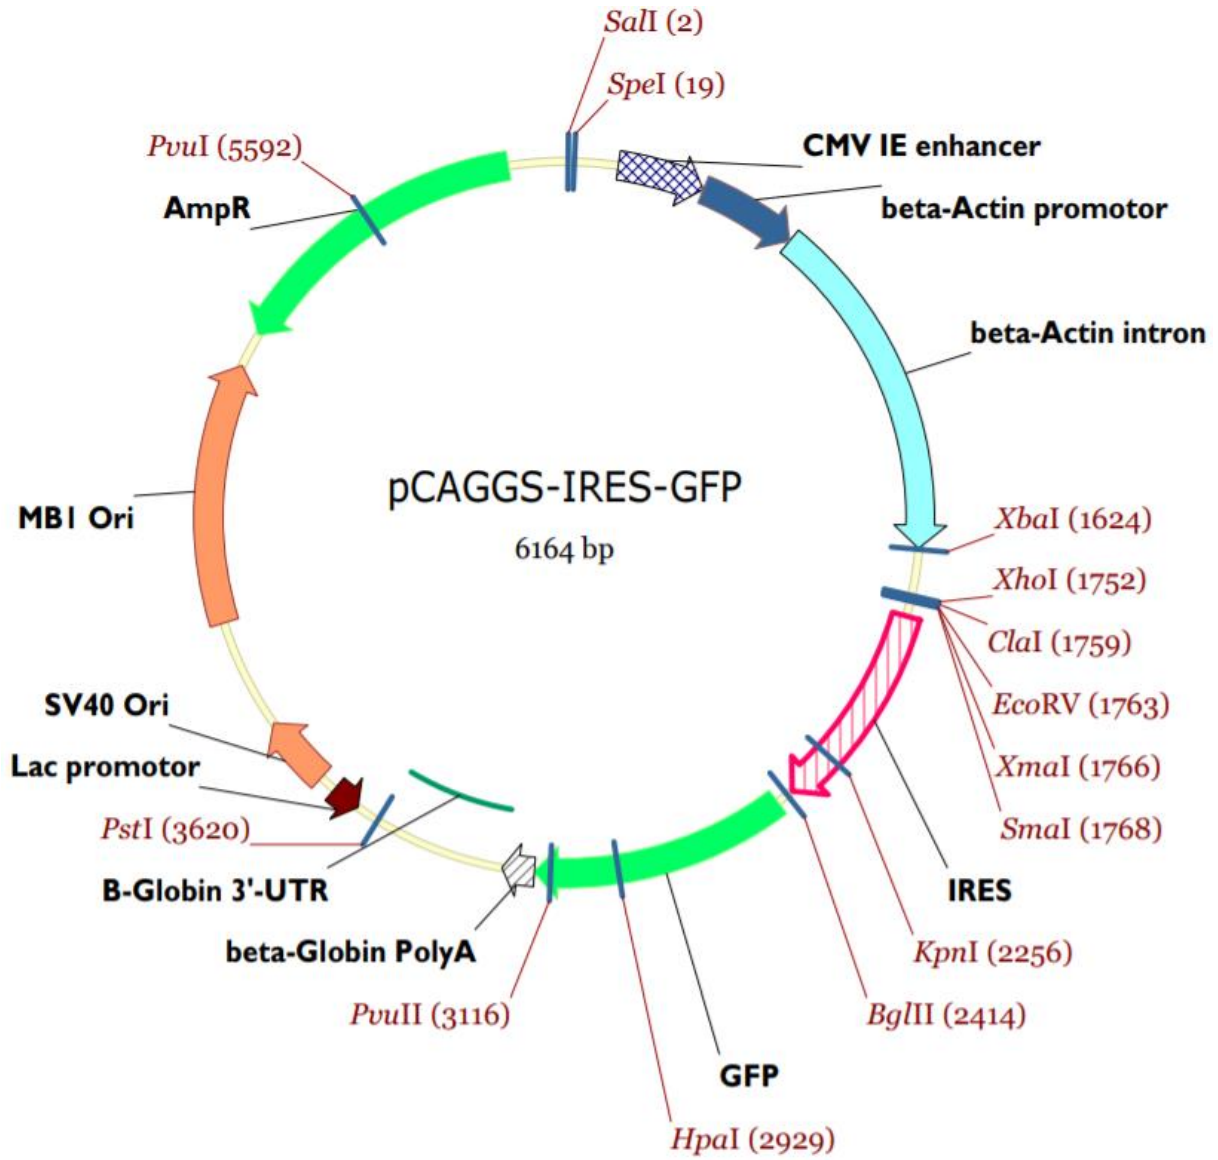 SalI (2)
SpeI (19)
PvuI (5592)
CMV IE enhancer
AmpR
beta-Actin promotor
beta-Actin intron
pCAGGS-IRES-GFP
6164 bp
MB1 Ori
XbaI (1624)
XhoI (1752)
ClaI (1759)
EcoRV (1763)
XmaI (1766)
SmaI (1768)
SV40 Ori
Lac promotor
PstI (3620)
B-Globin 3'-UTR
IRES
beta-Globin PolyA
KpnI (2256)
PvuII (3116)
BglII (2414)
GFP
HpaI (2929)